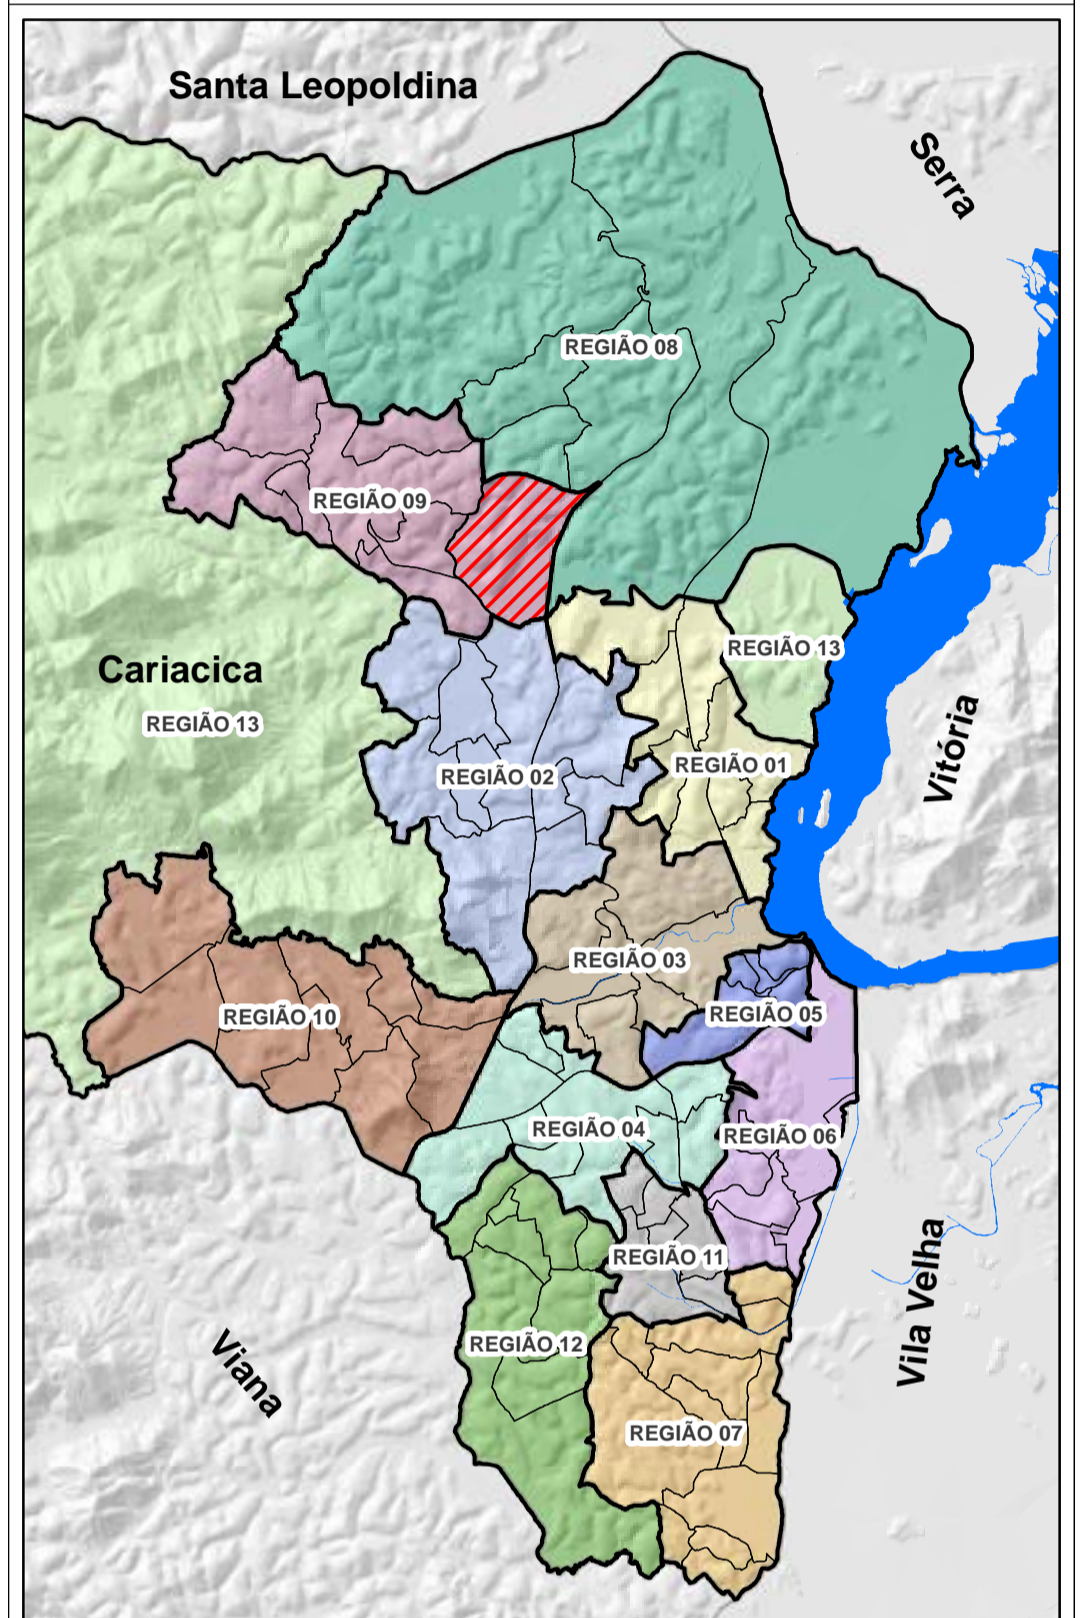 Santa Leopoldina
Serra
REGIÃO 08
REGIÃO 09
REGIÃO 13
Cariacica
REGIÃO 13
Vitória
REGIÃO 01
REGIÃO 02
REGIÃO 03
REGIÃO 05
REGIÃO 10
REGIÃO 04
REGIÃO 06
REGIÃO 11
Vila Velha
REGIÃO 12
Viana
REGIÃO 07